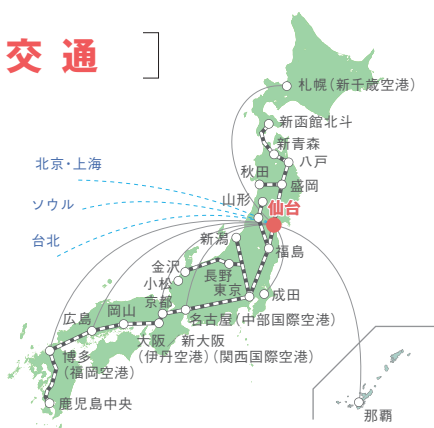 交通
札幌(新千歳空港)
新函館北斗
新青森
八戸
秋田
盛岡
北京・上海
山形
仙台
ソウル
新潟
台北
福島
金沢
長野
小松
東京
成田
京都
岡山
広島
名古屋(中部国際空港)
大阪
(伊丹空港)
新大阪
(関西国際空港)
博多
(福岡空港)
鹿児島中央
那覇